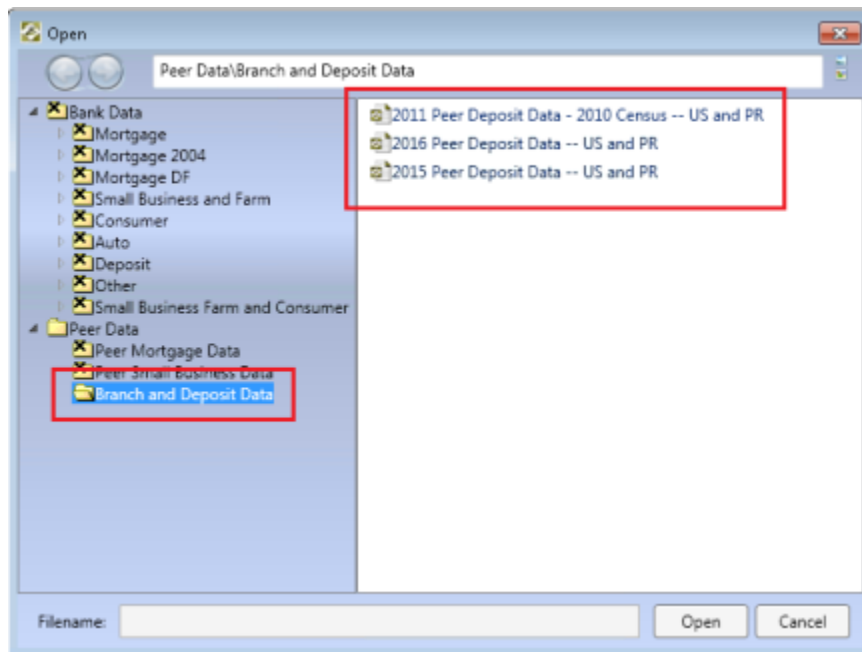 Open
Peer Data\Branch and Deposit Data
Bank Data
Mortgage
Mortgage 2004
Mortgage DF
Small Business and Farm
Consumer
Auto
Deposit
Other
Small Business Farm and Consumer
Peer Data
Peer Mortgage Data
Peer Small Business Data
Branch and Deposit Data
2011 Peer Deposit Data - 2010 Census -- US and PR
2016 Peer Deposit Data -- US and PR
2015 Peer Deposit Data -- US and PR
Filename:
Open
Cancel